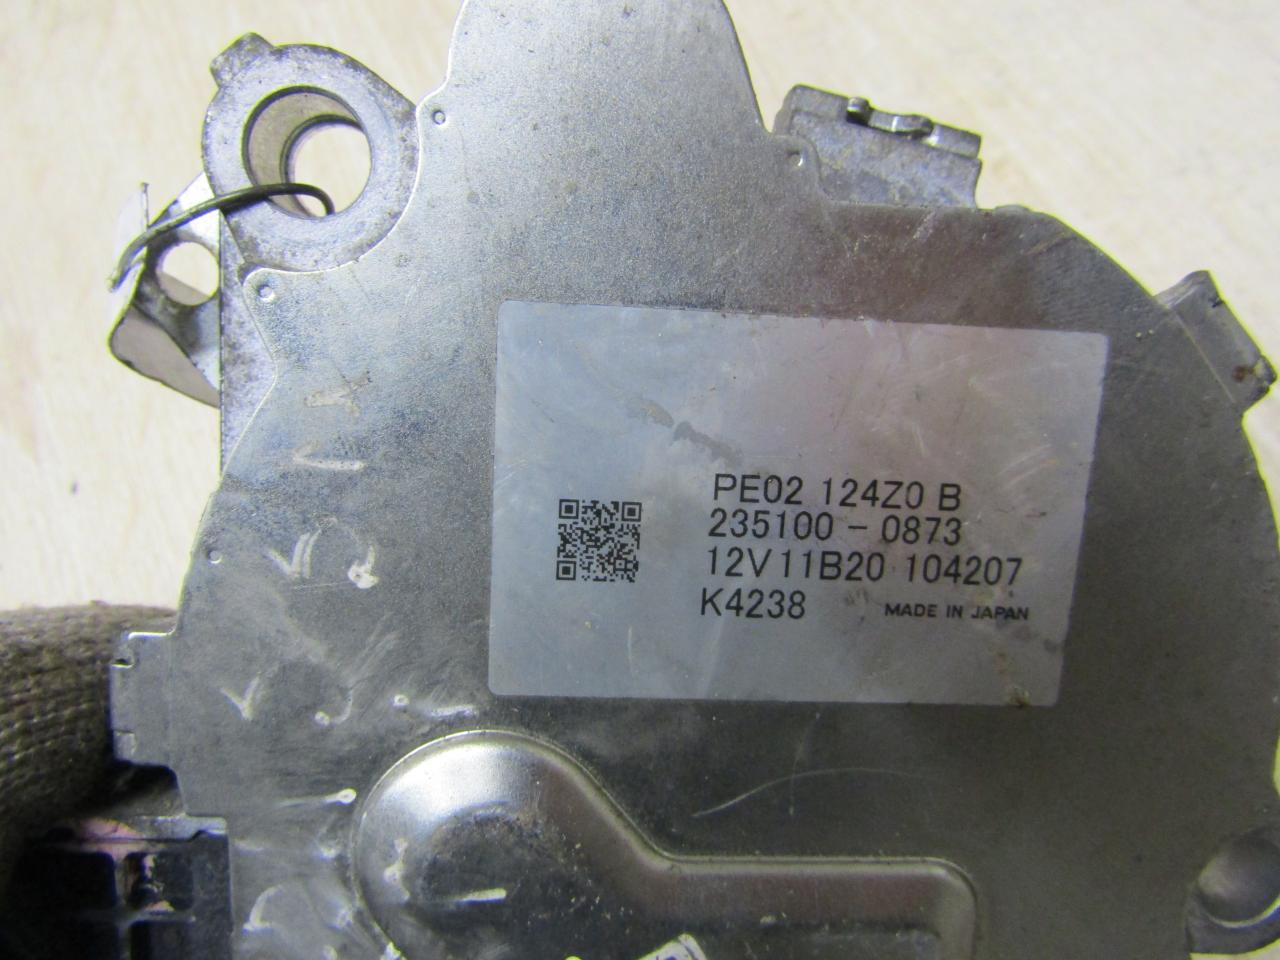 PE02 124Z0 B
235100-0873
12V11B20 104207
K4238 MADE IN JAPAN